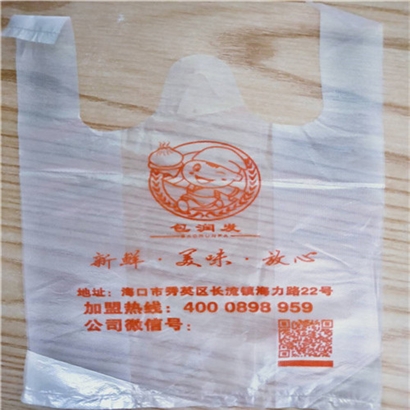 包润发
新鲜·美味·放心
地址：海口市秀英区长流镇海力路22号
加盟热线：400 0898 959
公司微信号：